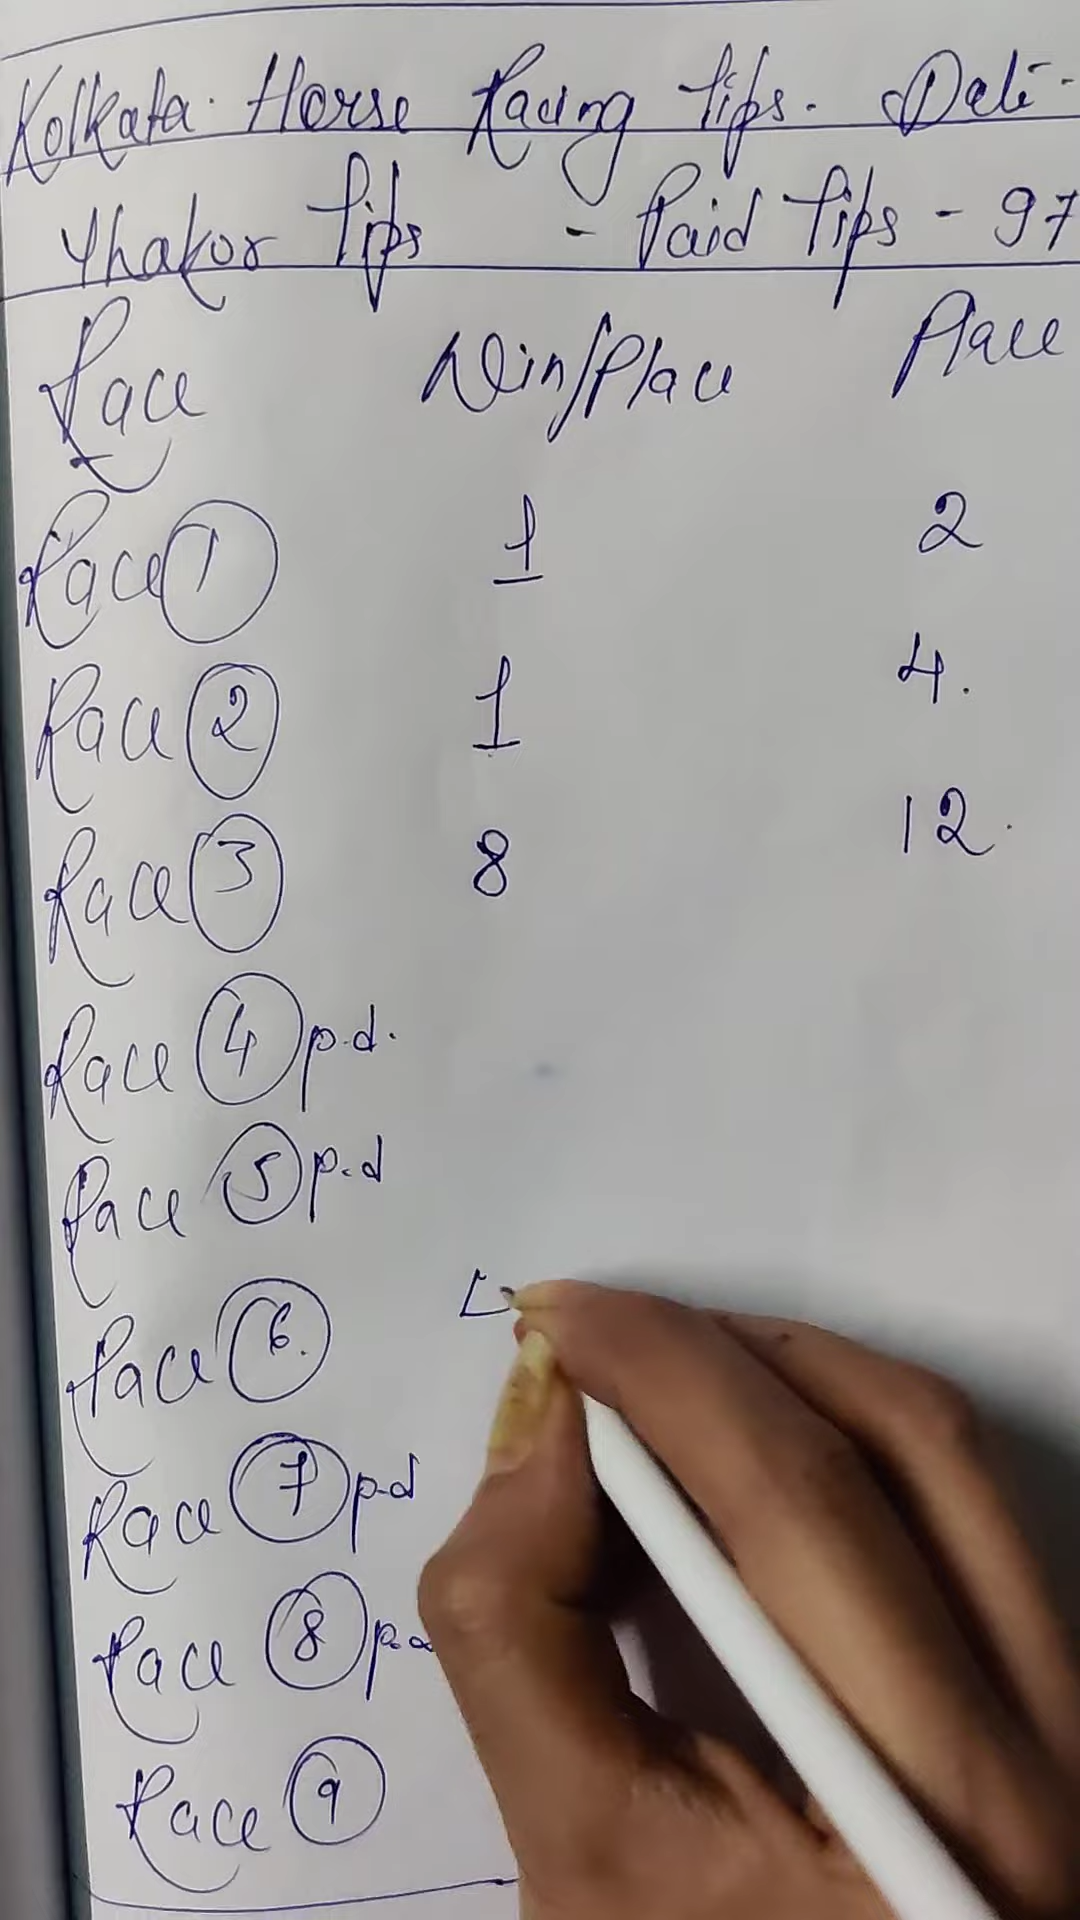 Kolkata. Horse Racing Tips. Date-
Thakor Tips - Paid Tips - 97
Race Win/Place Place
Race 1 1 2
Race 2 1 4.
Race 3 8 12.
Race 4 p.d.
Race 5 p.d
Race 6.
Race 7 p.d
Race 8
Race 9